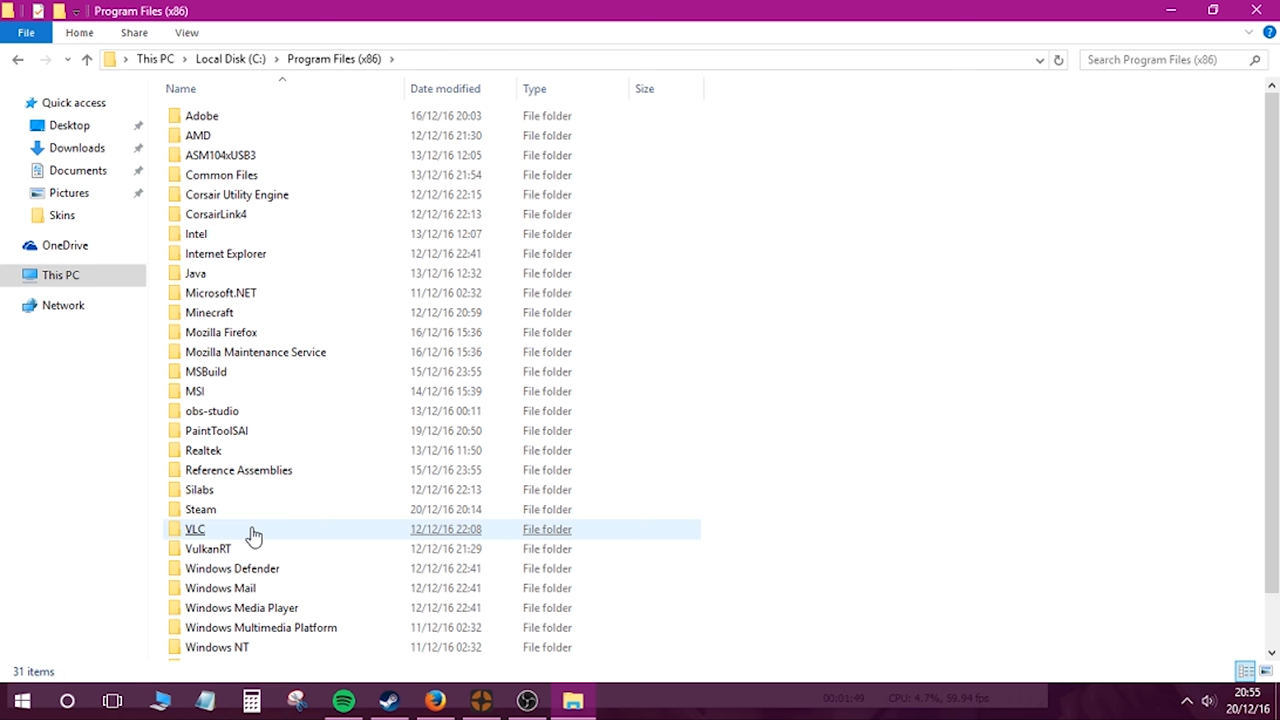 Program Files (x86)
File Home Share View
This PC Local Disk (C:) Program Files (x86) Search Program Files (x86)
Name Date modified Type Size
Quick access
Desktop
Downloads
Documents
Pictures
Skins
OneDrive
This PC
Network
Adobe 16/12/16 20:03 File folder
AMD 12/12/16 21:30 File folder
ASM104xUSB3 13/12/16 12:05 File folder
Common Files 13/12/16 21:54 File folder
Corsair Utility Engine 12/12/16 22:15 File folder
CorsairLink4 12/12/16 22:13 File folder
Intel 13/12/16 12:07 File folder
Internet Explorer 12/12/16 22:41 File folder
Java 13/12/16 12:32 File folder
Microsoft.NET 11/12/16 02:32 File folder
Minecraft 12/12/16 20:59 File folder
Mozilla Firefox 16/12/16 15:36 File folder
Mozilla Maintenance Service 16/12/16 15:36 File folder
MSBuild 15/12/16 23:55 File folder
MSI 14/12/16 15:39 File folder
obs-studio 13/12/16 00:11 File folder
PaintToolSAI 19/12/16 20:50 File folder
Realtek 13/12/16 11:50 File folder
Reference Assemblies 15/12/16 23:55 File folder
Silabs 12/12/16 22:13 File folder
Steam 20/12/16 20:14 File folder
VLC 12/12/16 22:08 File folder
VulkanRT 12/12/16 21:29 File folder
Windows Defender 12/12/16 22:41 File folder
Windows Mail 12/12/16 22:41 File folder
Windows Media Player 12/12/16 22:41 File folder
Windows Multimedia Platform 11/12/16 02:32 File folder
Windows NT 11/12/16 02:32 File folder
31 items
00:01:49 CPU: 4.7%, 59.94 fps
20:55
20/12/16